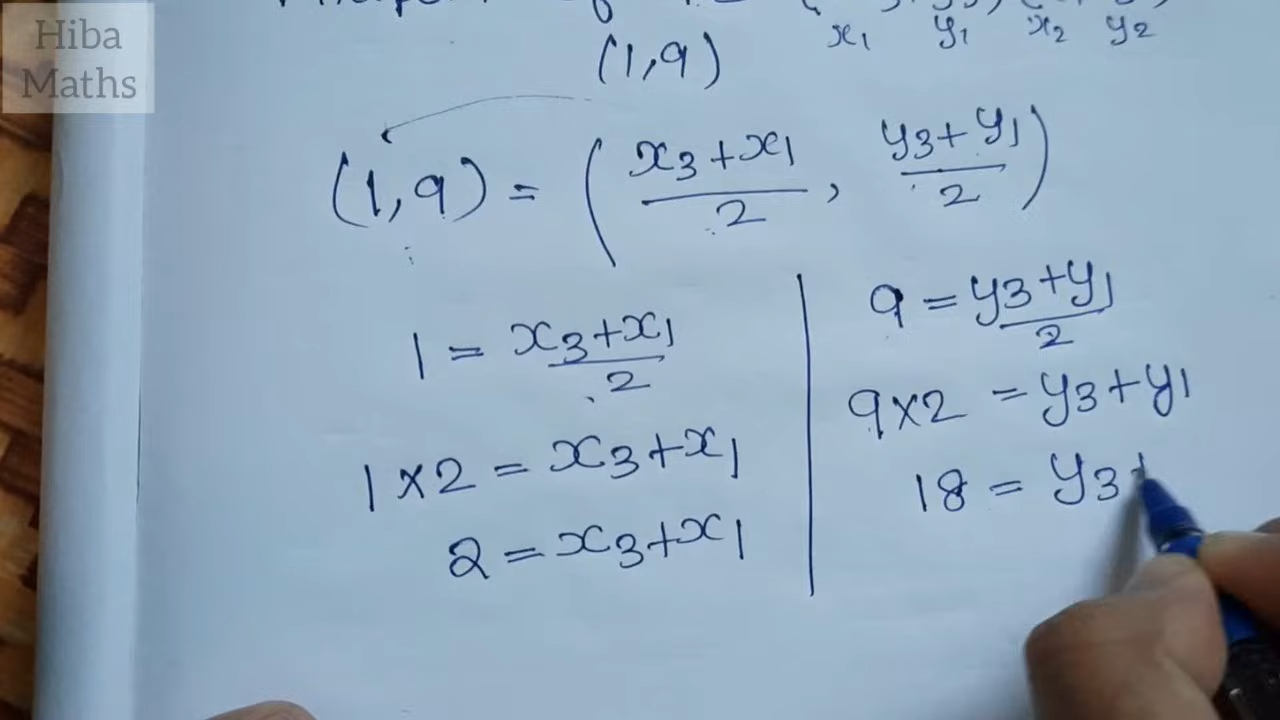 Hiba
Maths
x₁ y₁ x₂ y₂
(1,9)
(1,9) = (x₃+x₁/2, y₃+y₁/2)
1 = x₃+x₁/2
1×2 = x₃+x₁
2 = x₃+x₁
9 = y₃+y₁/2
9×2 = y₃+y₁
18 = y₃+